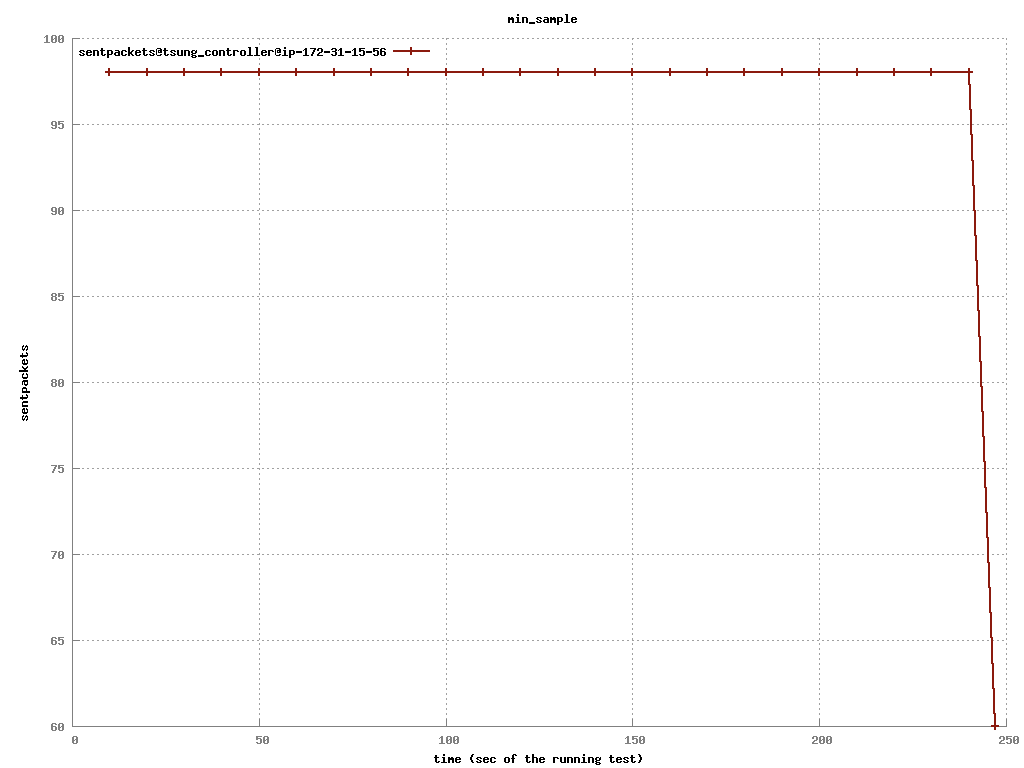 min_sample
100
sentpackets@tsung_controller@ip-172-31-15-56
95
90
85
sentpackets
80
75
70
65
60
0 50 100 150 200 250
time (sec of the running test)